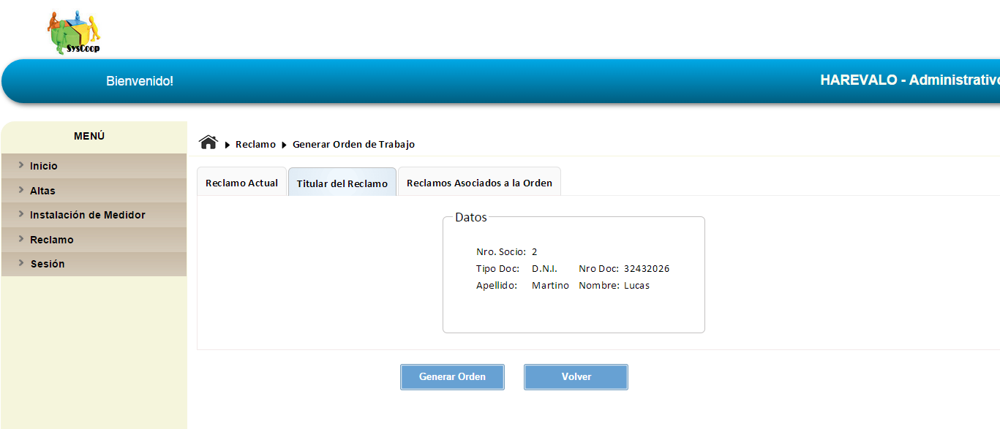 SysCoop
Bienvenido!
HAREVALO - Administrativo
MENÚ
Inicio
Altas
Instalación de Medidor
Reclamo
Sesión
Reclamo Generar Orden de Trabajo
Reclamo Actual Titular del Reclamo Reclamos Asociados a la Orden
Datos
Nro. Socio: 2
Tipo Doc: D.N.I. Nro Doc: 32432026
Apellido: Martino Nombre: Lucas
Generar Orden Volver